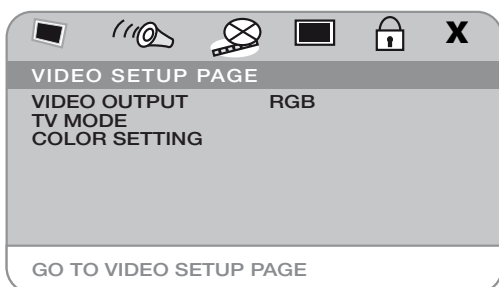 X
VIDEO SETUP PAGE
VIDEO OUTPUT RGB
TV MODE
COLOR SETTING
GO TO VIDEO SETUP PAGE